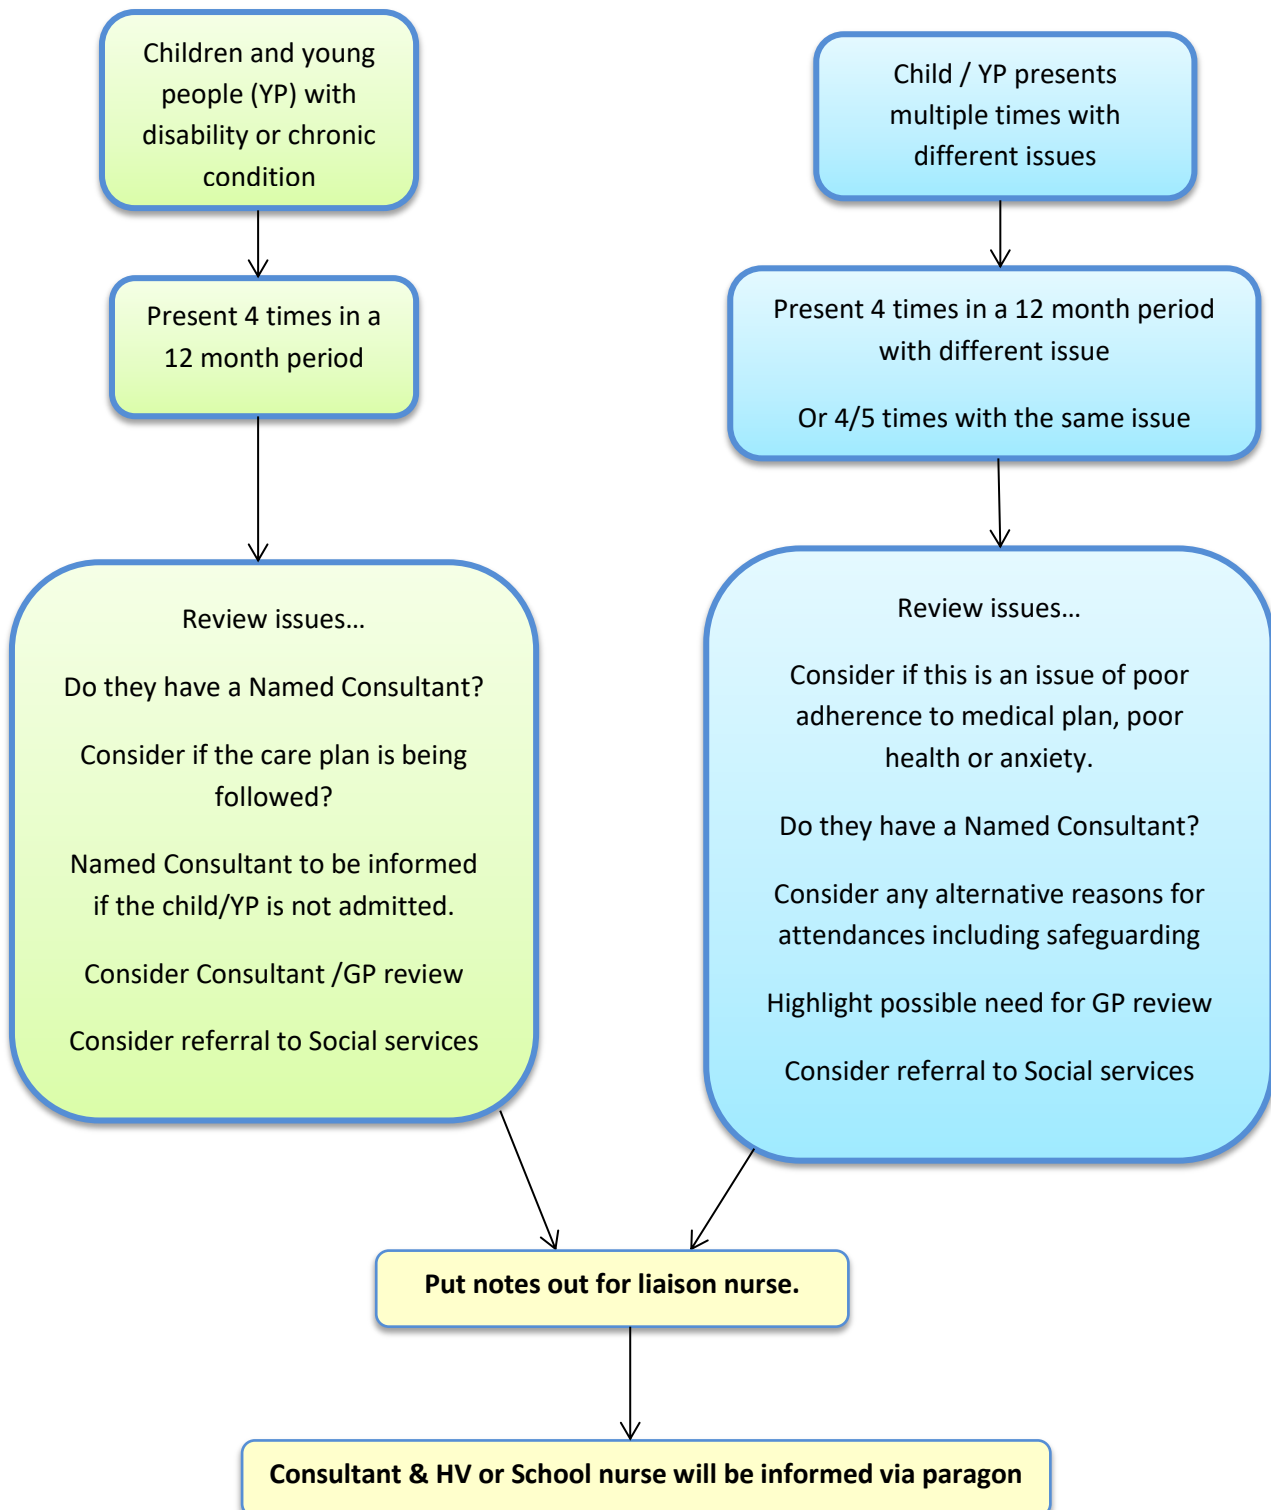 Children and young
people (YP) with
disability or chronic
condition
Present 4 times in a
12 month period
Review issues...
Do they have a Named Consultant?
Consider if the care plan is being
followed?
Named Consultant to be informed
if the child/YP is not admitted.
Consider Consultant /GP review
Consider referral to Social services
Child / YP presents
multiple times with
different issues
Present 4 times in a 12 month period
with different issue
Or 4/5 times with the same issue
Review issues...
Consider if this is an issue of poor
adherence to medical plan, poor
health or anxiety.
Do they have a Named Consultant?
Consider any alternative reasons for
attendances including safeguarding
Highlight possible need for GP review
Consider referral to Social services
Put notes out for liaison nurse.
Consultant & HV or School nurse will be informed via paragon